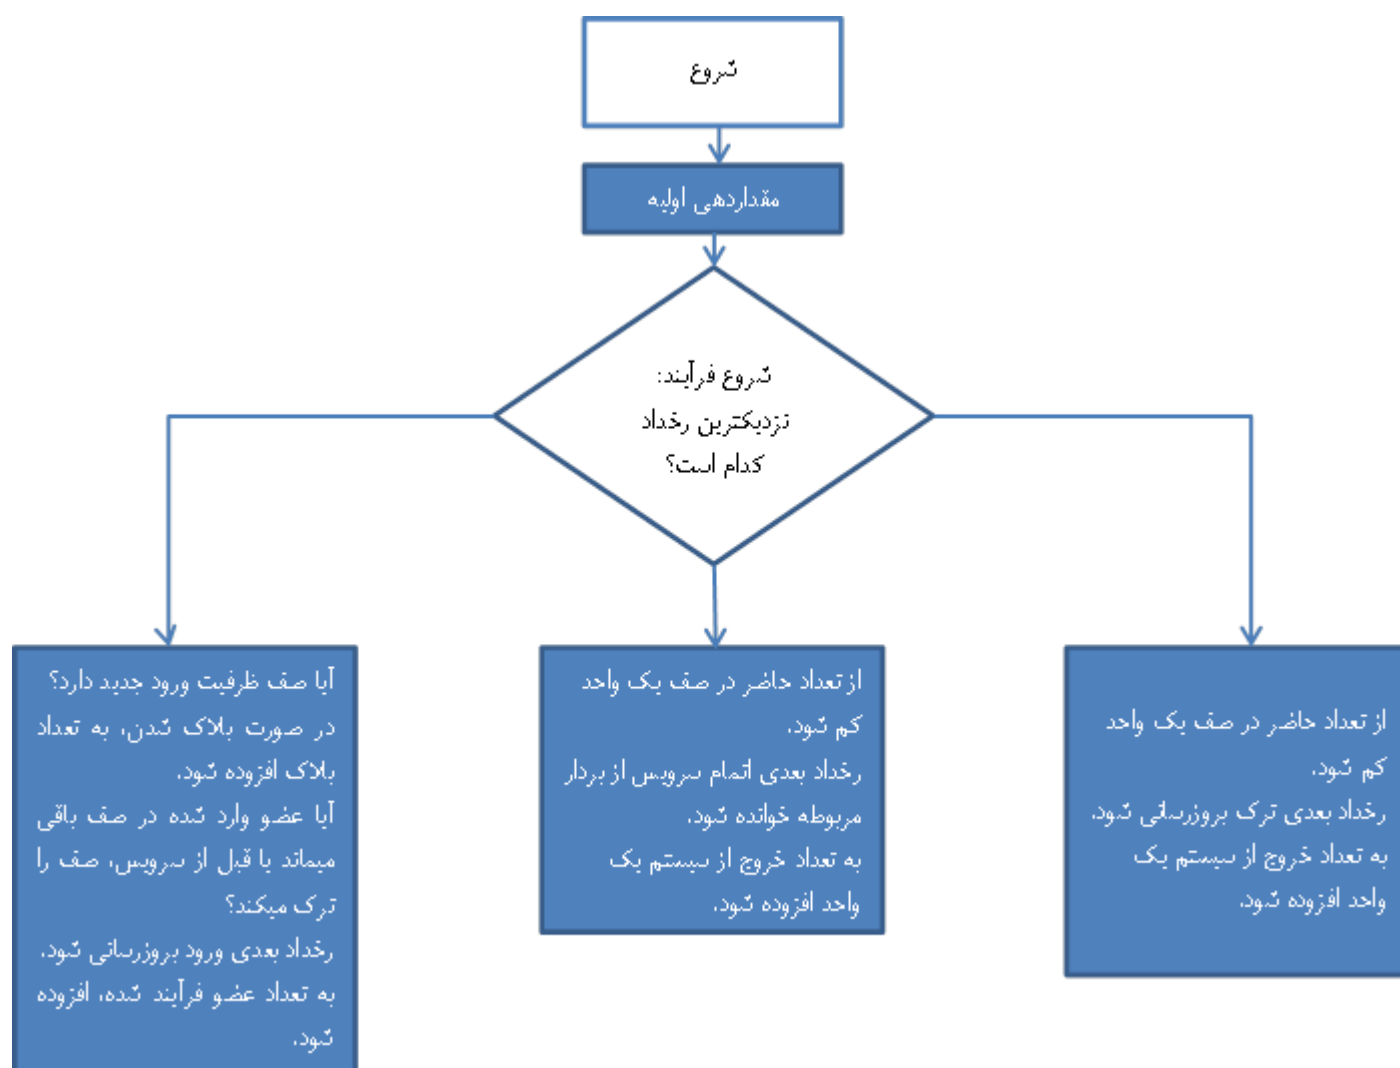 شروع
مقداردهی اولیه
شروع فرآیند:
نزدیکترین رخداد
کدام است؟
از تعداد حاضر در صف یک واحد
کم شود.
رخداد بعدی ترک بروزرسانی شود.
به تعداد خروج از سیستم یک
واحد افزوده شود.
از تعداد حاضر در صف یک واحد
کم شود.
رخداد بعدی اتمام سرویس از بردار
مربوطه خوانده شود.
به تعداد خروج از سیستم یک
واحد افزوده شود.
آیا صف ظرفیت ورود جدید دارد؟
در صورت بلاک شدن، به تعداد
بلاک افزوده شود.
آیا عضو وارد شده در صف باقی
میماند یا قبل از سرویس، صف را
ترک میکند؟
رخداد بعدی ورود بروزرسانی شود.
به تعداد عضو فرآیند شده، افزوده
شود.